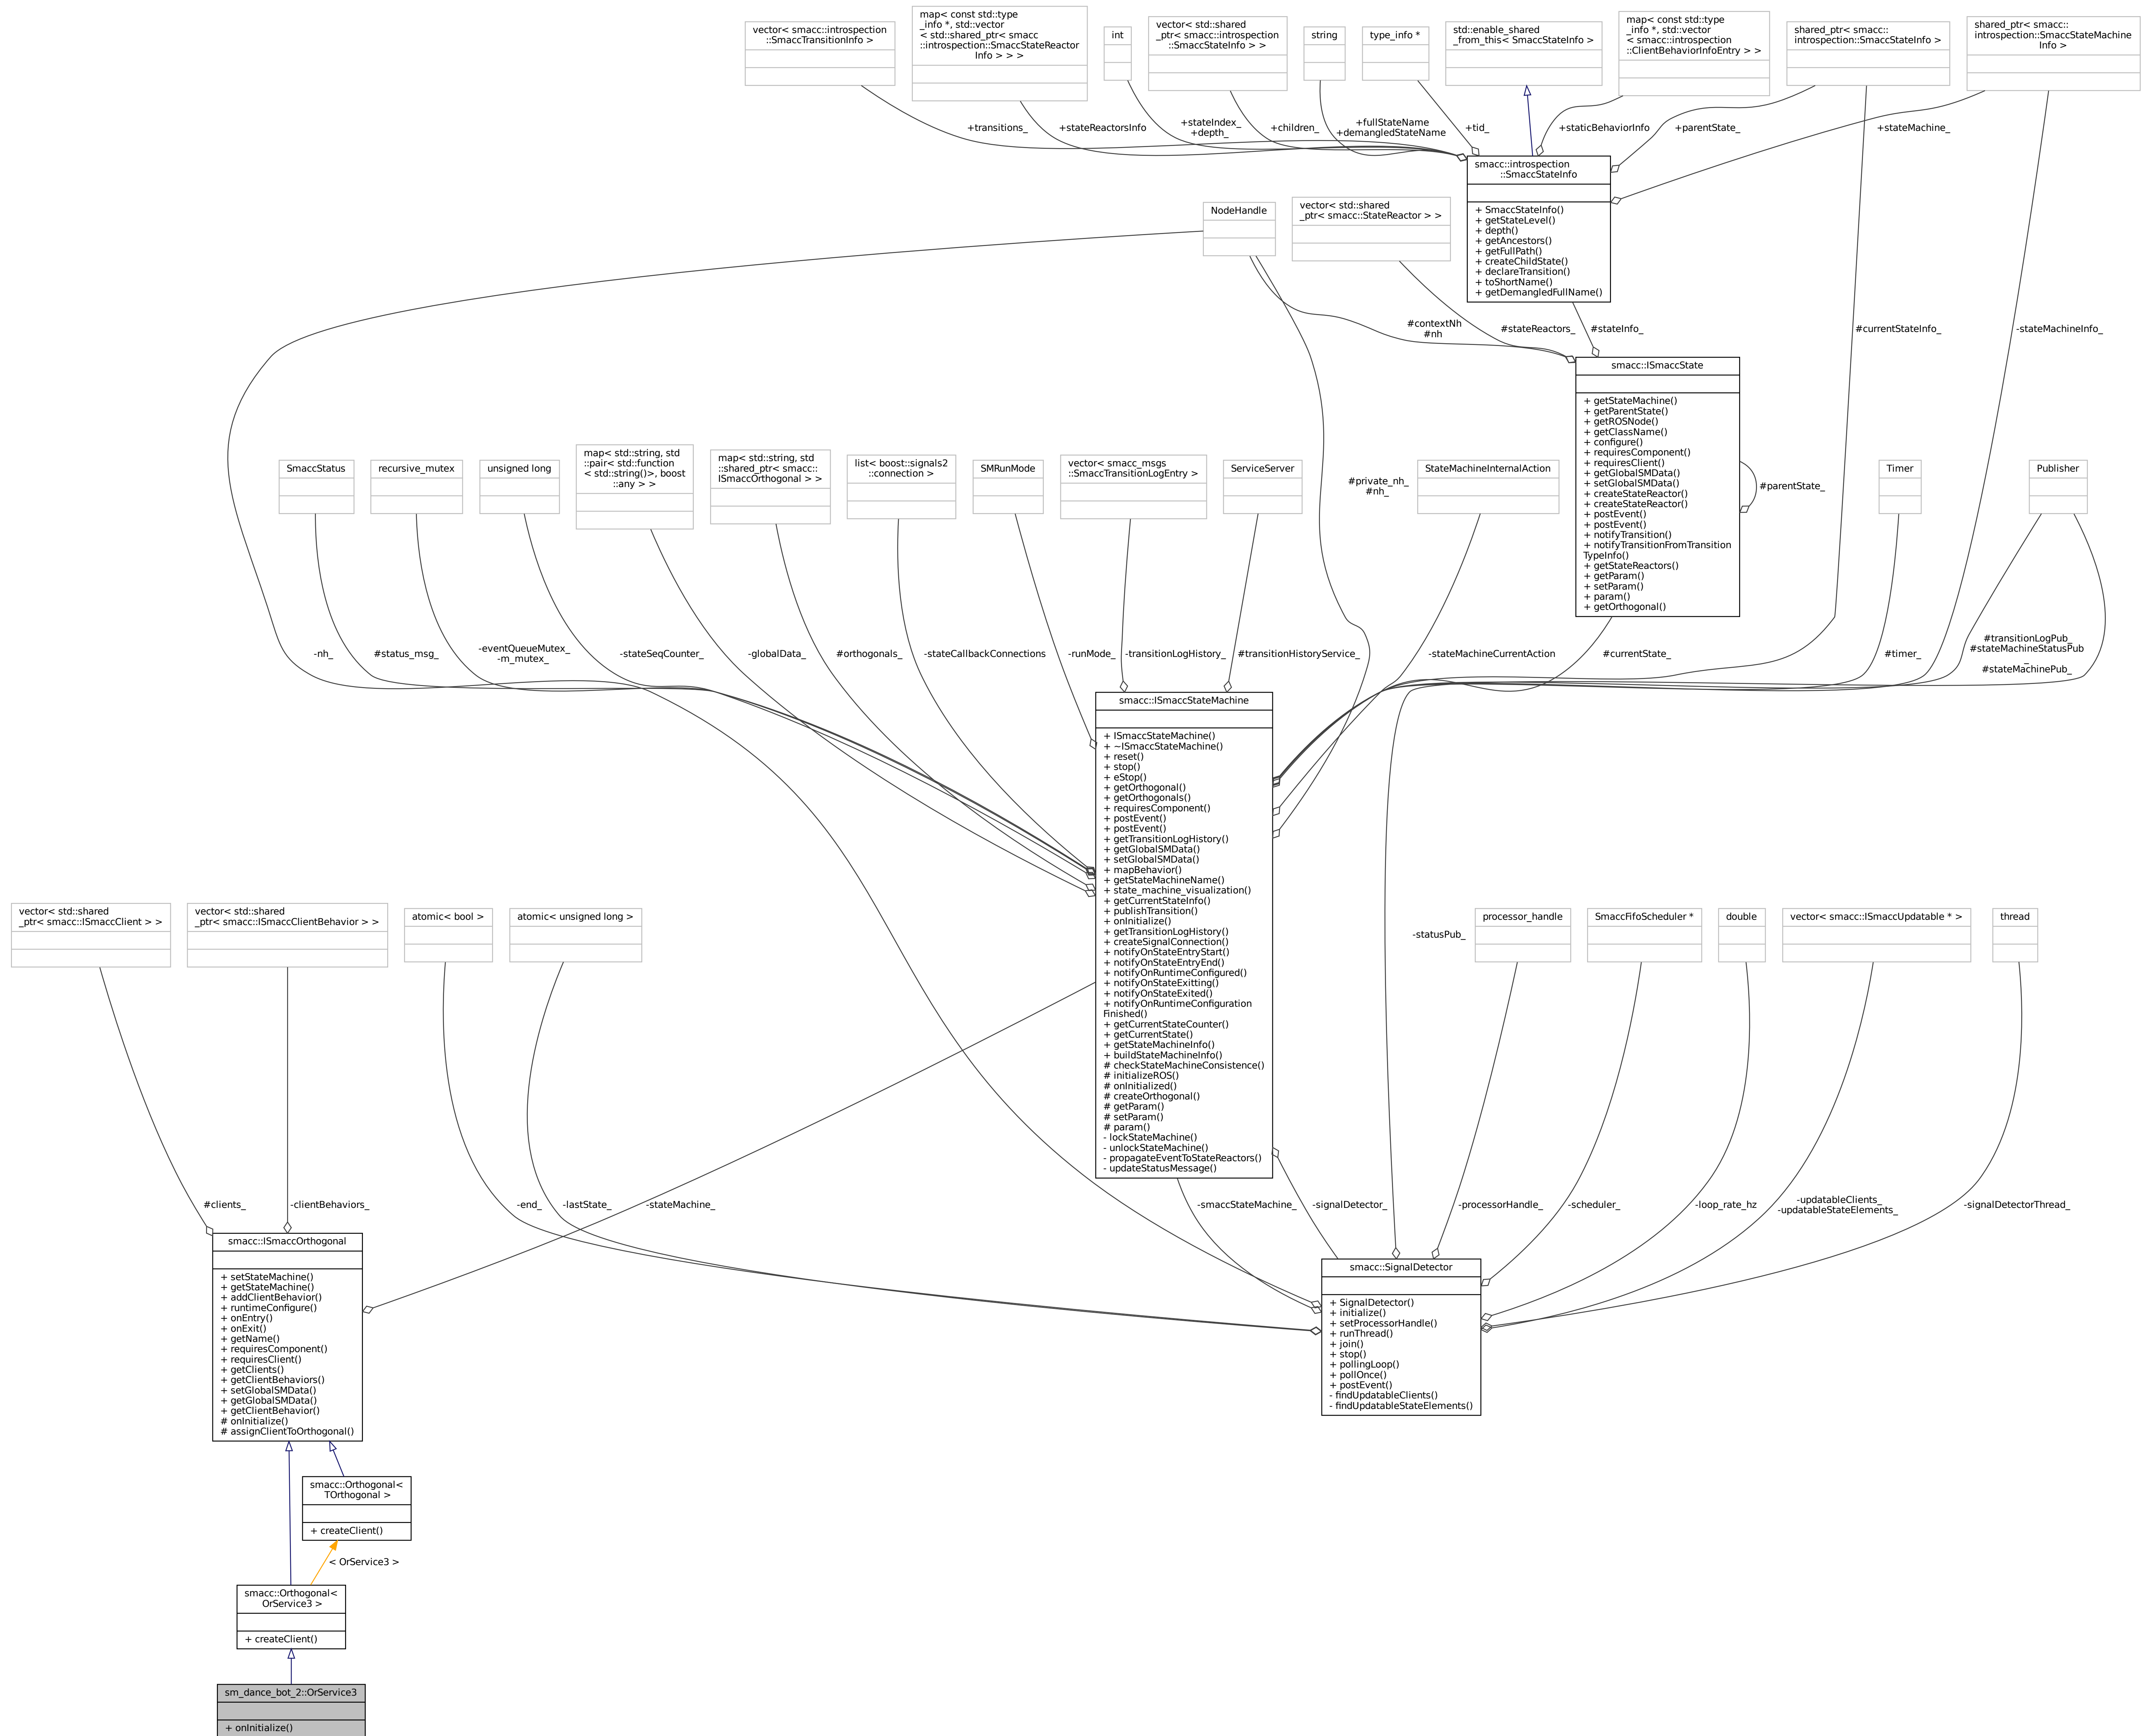 vector< smacc::introspection
::SmaccTransitionInfo >
map< const std::type
_info *, std::vector
< std::shared_ptr< smacc
::introspection::SmaccStateReactor
Info > > >
int
vector< std::shared
_ptr< smacc::introspection
::SmaccStateInfo > >
string
type_info *
std::enable_shared
_from_this< SmaccStateInfo >
map< const std::type
_info *, std::vector
< smacc::introspection
::ClientBehaviorInfoEntry > >
shared_ptr< smacc::
introspection::SmaccStateInfo >
shared_ptr< smacc::
introspection::SmaccStateMachine
Info >
+transitions_
+stateReactorsInfo
+stateIndex_
+depth_
+children_
+fullStateName
+demangledStateName
+tid_
+staticBehaviorInfo
+parentState_
+stateMachine_
smacc::introspection
::SmaccStateInfo
+ SmaccStateInfo()
+ getStateLevel()
+ depth()
+ getAncestors()
+ getFullPath()
+ createChildState()
+ declareTransition()
+ toShortName()
+ getDemangledFullName()
NodeHandle
vector< std::shared
_ptr< smacc::StateReactor > >
#contextNh
#nh
#stateReactors_
#stateInfo_
#currentStateInfo_
-stateMachineInfo_
smacc::ISmaccState
+ getStateMachine()
+ getParentState()
+ getROSNode()
+ getClassName()
+ configure()
+ requiresComponent()
+ requiresClient()
+ getGlobalSMData()
+ setGlobalSMData()
+ createStateReactor()
+ createStateReactor()
+ postEvent()
+ postEvent()
+ notifyTransition()
+ notifyTransitionFromTransition
TypeInfo()
+ getStateReactors()
+ getParam()
+ setParam()
+ param()
+ getOrthogonal()
#parentState_
SmaccStatus
recursive_mutex
unsigned long
map< std::string, std
::pair< std::function
< std::string()>, boost
::any > >
map< std::string, std
::shared_ptr< smacc::
ISmaccOrthogonal > >
list< boost::signals2
::connection >
SMRunMode
vector< smacc_msgs
::SmaccTransitionLogEntry >
ServiceServer
#private_nh_
#nh_
StateMachineInternalAction
Timer
Publisher
-nh_
#status_msg_
-eventQueueMutex_
-m_mutex_
-stateSeqCounter_
-globalData_
#orthogonals_
-stateCallbackConnections
-runMode_
-transitionLogHistory_
#transitionHistoryService_
-stateMachineCurrentAction
#currentState_
#timer_
#transitionLogPub_
#stateMachineStatusPub
_
#stateMachinePub_
smacc::ISmaccStateMachine
+ ISmaccStateMachine()
+ ~ISmaccStateMachine()
+ reset()
+ stop()
+ eStop()
+ getOrthogonal()
+ getOrthogonals()
+ requiresComponent()
+ postEvent()
+ postEvent()
+ getTransitionLogHistory()
+ getGlobalSMData()
+ setGlobalSMData()
+ mapBehavior()
+ getStateMachineName()
+ state_machine_visualization()
+ getCurrentStateInfo()
+ publishTransition()
+ onInitialize()
+ getTransitionLogHistory()
+ createSignalConnection()
+ notifyOnStateEntryStart()
+ notifyOnStateEntryEnd()
+ notifyOnRuntimeConfigured()
+ notifyOnStateExitting()
+ notifyOnStateExited()
+ notifyOnRuntimeConfiguration
Finished()
+ getCurrentStateCounter()
+ getCurrentState()
+ getStateMachineInfo()
+ buildStateMachineInfo()
# checkStateMachineConsistence()
# initializeROS()
# onInitialized()
# createOrthogonal()
# getParam()
# setParam()
# param()
- lockStateMachine()
- unlockStateMachine()
- propagateEventToStateReactors()
- updateStatusMessage()
vector< std::shared
_ptr< smacc::ISmaccClient > >
vector< std::shared
_ptr< smacc::ISmaccClientBehavior > >
atomic< bool >
atomic< unsigned long >
-statusPub_
processor_handle
SmaccFifoScheduler *
double
vector< smacc::ISmaccUpdatable * >
thread
#clients_
-clientBehaviors_
-end_
-lastState_
-stateMachine_
-smaccStateMachine_
-signalDetector_
-processorHandle_
-scheduler_
-loop_rate_hz
-updatableClients_
-updatableStateElements_
-signalDetectorThread_
smacc::ISmaccOrthogonal
+ setStateMachine()
+ getStateMachine()
+ addClientBehavior()
+ runtimeConfigure()
+ onEntry()
+ onExit()
+ getName()
+ requiresComponent()
+ requiresClient()
+ getClients()
+ getClientBehaviors()
+ setGlobalSMData()
+ getGlobalSMData()
+ getClientBehavior()
# onInitialize()
# assignClientToOrthogonal()
smacc::SignalDetector
+ SignalDetector()
+ initialize()
+ setProcessorHandle()
+ runThread()
+ join()
+ stop()
+ pollingLoop()
+ pollOnce()
+ postEvent()
- findUpdatableClients()
- findUpdatableStateElements()
smacc::Orthogonal<
TOrthogonal >
+ createClient()
< OrService3 >
smacc::Orthogonal<
OrService3 >
+ createClient()
sm_dance_bot_2::OrService3
+ onInitialize()